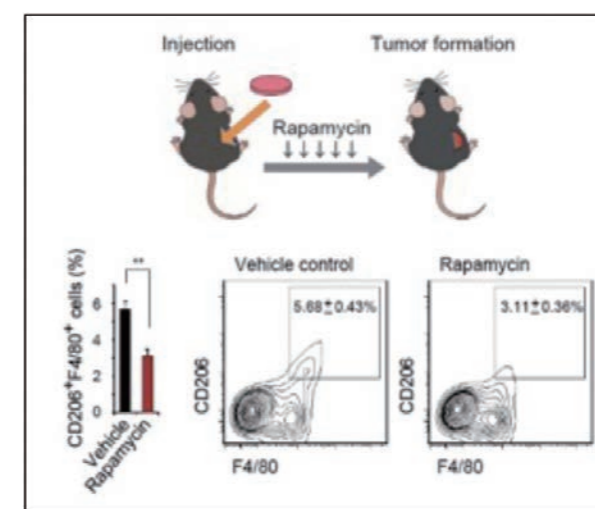 Injection
Tumor formation
Rapamycin
CD206⁺F4/80⁺ cells (%)
**
6
4
2
0
Vehicle
Rapamycin
Vehicle control
5.68±0.43%
CD206
F4/80
Rapamycin
3.11±0.36%
CD206
F4/80